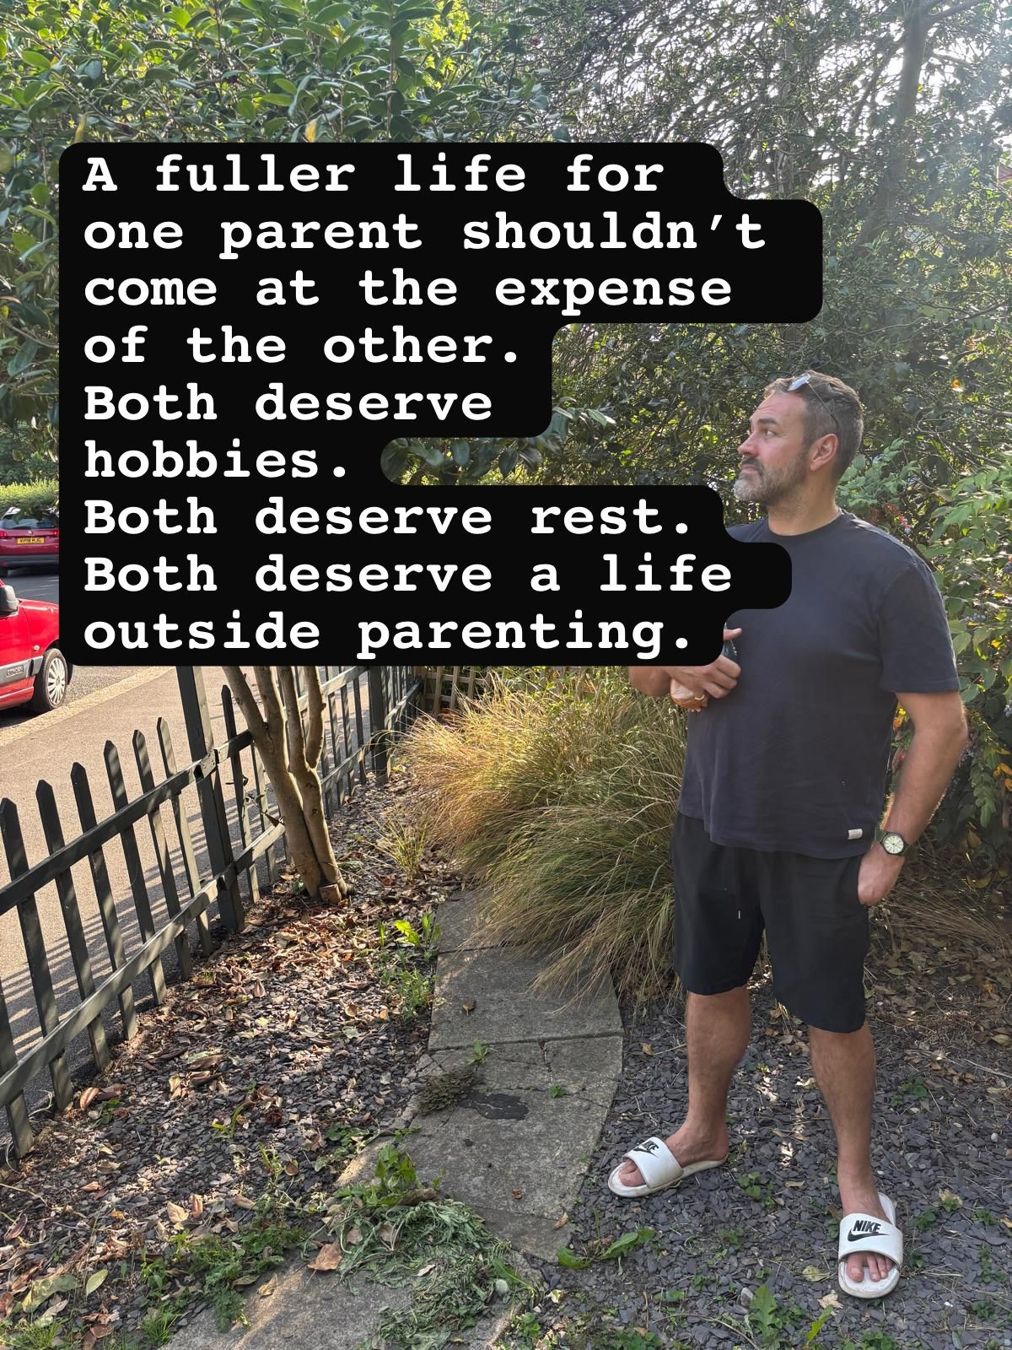 A fuller life for
one parent shouldn’t
come at the expense
of the other.
Both deserve
hobbies.
Both deserve rest.
Both deserve a life
outside parenting.
NIKE
NIKE